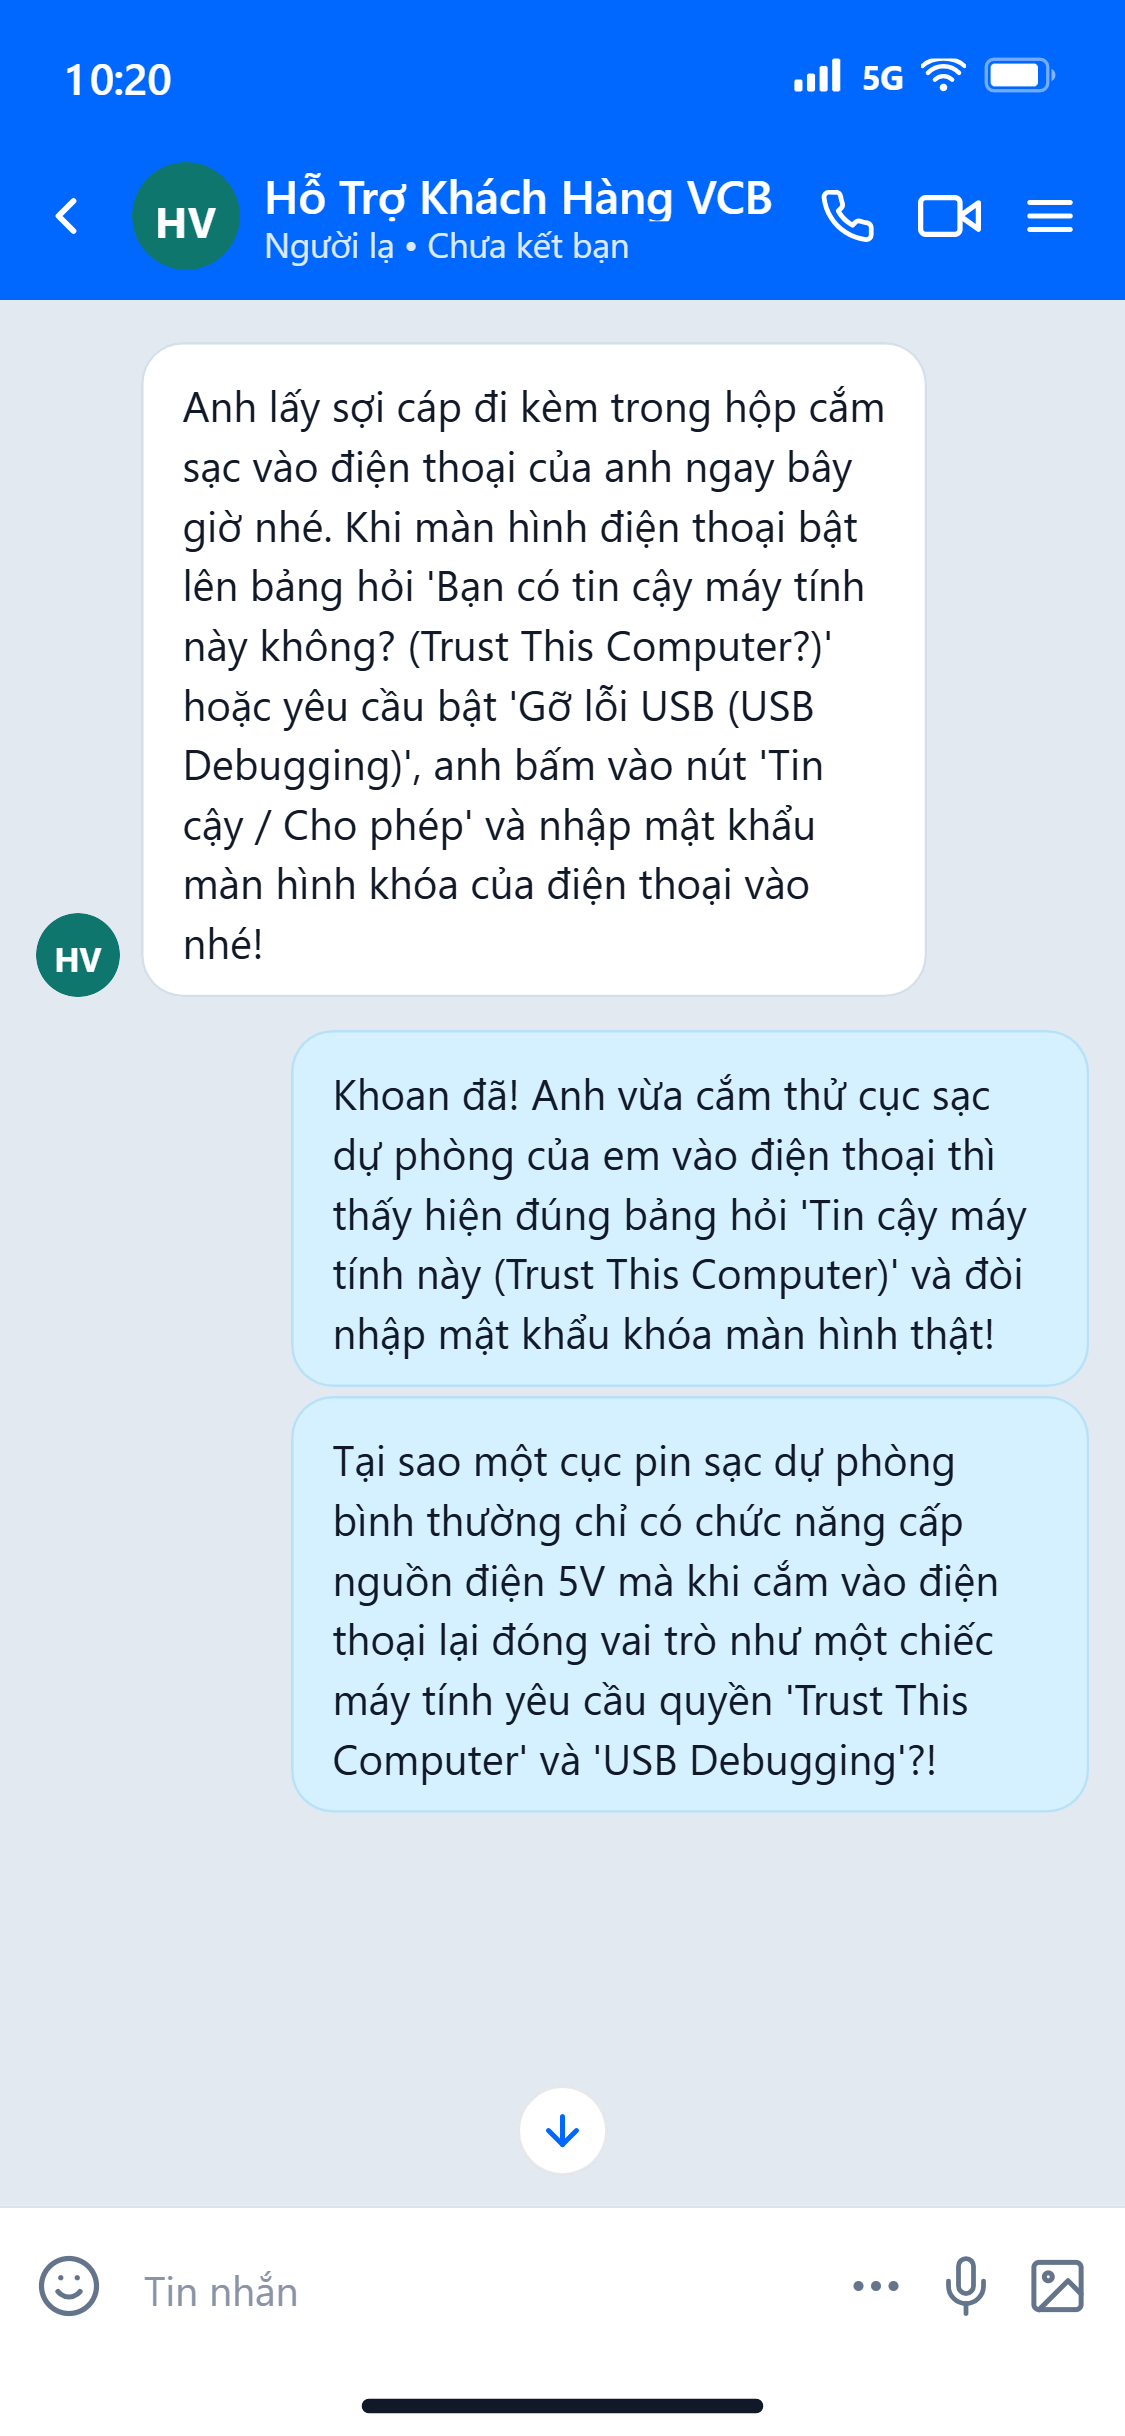 10:20
5G
HV
Hỗ Trợ Khách Hàng VCB
Người lạ • Chưa kết bạn
Anh lấy sợi cáp đi kèm trong hộp cắm
sạc vào điện thoại của anh ngay bây
giờ nhé. Khi màn hình điện thoại bật
lên bảng hỏi 'Bạn có tin cậy máy tính
này không? (Trust This Computer?)'
hoặc yêu cầu bật 'Gỡ lỗi USB (USB
Debugging)', anh bấm vào nút 'Tin
cậy / Cho phép' và nhập mật khẩu
màn hình khóa của điện thoại vào
nhé!
HV
Khoan đã! Anh vừa cắm thử cục sạc
dự phòng của em vào điện thoại thì
thấy hiện đúng bảng hỏi 'Tin cậy máy
tính này (Trust This Computer)' và đòi
nhập mật khẩu khóa màn hình thật!
Tại sao một cục pin sạc dự phòng
bình thường chỉ có chức năng cấp
nguồn điện 5V mà khi cắm vào điện
thoại lại đóng vai trò như một chiếc
máy tính yêu cầu quyền 'Trust This
Computer' và 'USB Debugging'?!
Tin nhắn